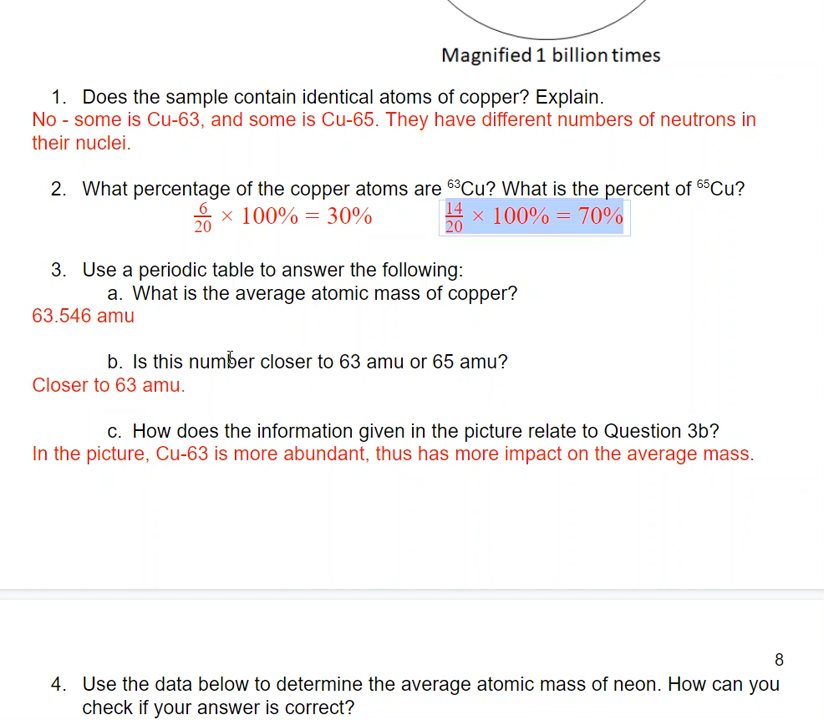 Magnified 1 billion times
1. Does the sample contain identical atoms of copper? Explain.
No - some is Cu-63, and some is Cu-65. They have different numbers of neutrons in
their nuclei.
2. What percentage of the copper atoms are ⁶³Cu? What is the percent of ⁶⁵Cu?
6/20 × 100% = 30% 14/20 × 100% = 70%
3. Use a periodic table to answer the following:
a. What is the average atomic mass of copper?
63.546 amu
b. Is this number closer to 63 amu or 65 amu?
Closer to 63 amu.
c. How does the information given in the picture relate to Question 3b?
In the picture, Cu-63 is more abundant, thus has more impact on the average mass.
8
4. Use the data below to determine the average atomic mass of neon. How can you
check if your answer is correct?